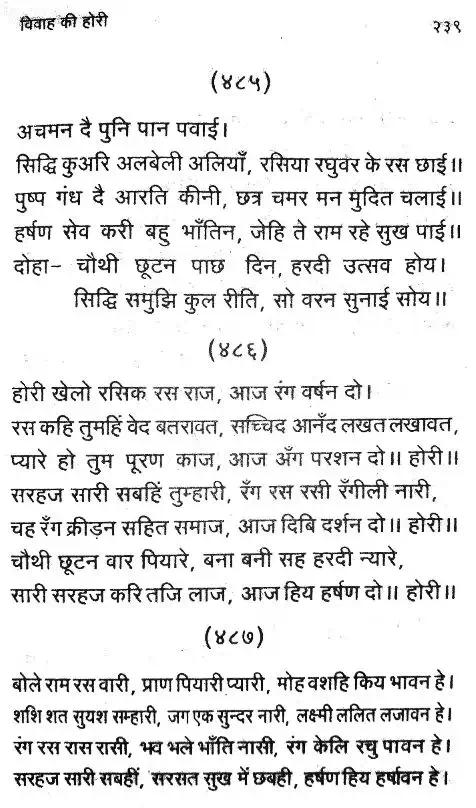 विवाह की होरी २३९
(४८५)
अचमन दै पुनि पान पवाई।
सिद्धि कुअरि अलबेली अलियाँ, रसिया रघुवर के रस छाई॥
पुष्प गंध दै आरति कीनी, छत्र चमर मन मुदित चलाई॥
हर्षण सेव करी बहु भाँतिन, जेहि ते राम रहे सुख पाई॥
दोहा- चौथी छूटन पाछ दिन, हरदी उत्सव होय।
सिद्धि समुझि कुल रीति, सो वरन सुनाई सोय॥
(४८६)
होरी खेलो रसिक रस राज, आज रंग वर्षन दो।
रस कहि तुमहिं वेद बतरावत, सच्चिद आनँद लखत लखावत,
प्यारे हो तुम पूरण काज, आज अँग परशन दो॥ होरी॥
सरहज सारी सबहिं तुम्हारी, रँग रस रसी रँगीली नारी,
चह रँग क्रीड़न सहित समाज, आज दिबि दर्शन दो॥ होरी॥
चौथी छूटन वार पियारे, बना बनी सह हरदी न्यारे,
सारी सरहज करि तजि लाज, आज हिय हर्षण दो॥ होरी॥
(४८७)
बोले राम रस वारी, प्राण पियारी प्यारी, मोह वशहि किय भावन हे।
शशि शत सुयश सम्हारी, जग एक सुन्दर नारी, लक्ष्मी ललित लजावन हे।
रंग रस रास रासी, भव भले भाँति नासी, रंग केलि रचु पावन हे।
सरहज सारी सबहीं, सरसत सुख में छबही, हर्षण हिय हर्षावन हे।